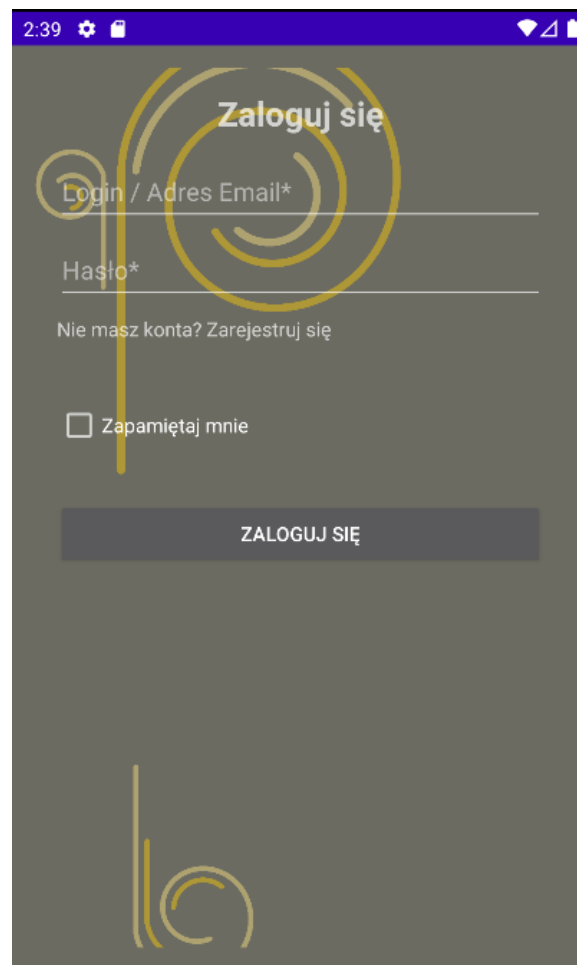 2:39
Zaloguj się
Login / Adres Email*
Hasło*
Nie masz konta? Zarejestruj się
Zapamiętaj mnie
ZALOGUJ SIĘ